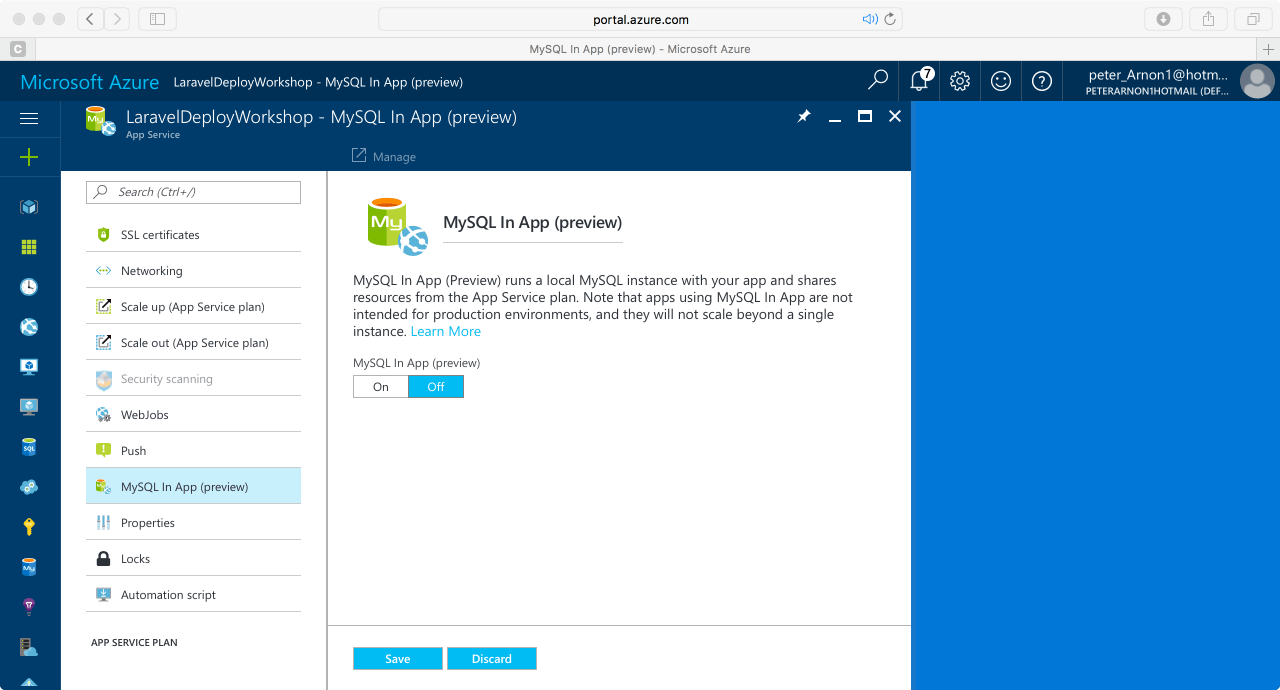 portal.azure.com
C
MySQL In App (preview) - Microsoft Azure
Microsoft Azure LaravelDeployWorkshop - MySQL In App (preview)
7
peter_Arnon1@hotm...
PETERARNON1HOTMAIL (DEF...
My
LaravelDeployWorkshop - MySQL In App (preview)
App Service
Manage
Search (Ctrl+/)
SSL certificates
Networking
Scale up (App Service plan)
Scale out (App Service plan)
Security scanning
WebJobs
Push
MySQL In App (preview)
Properties
Locks
Automation script
APP SERVICE PLAN
SQL
My
My
MySQL In App (preview)
MySQL In App (Preview) runs a local MySQL instance with your app and shares
resources from the App Service plan. Note that apps using MySQL In App are not
intended for production environments, and they will not scale beyond a single
instance. Learn More
MySQL In App (preview)
On Off
Save Discard